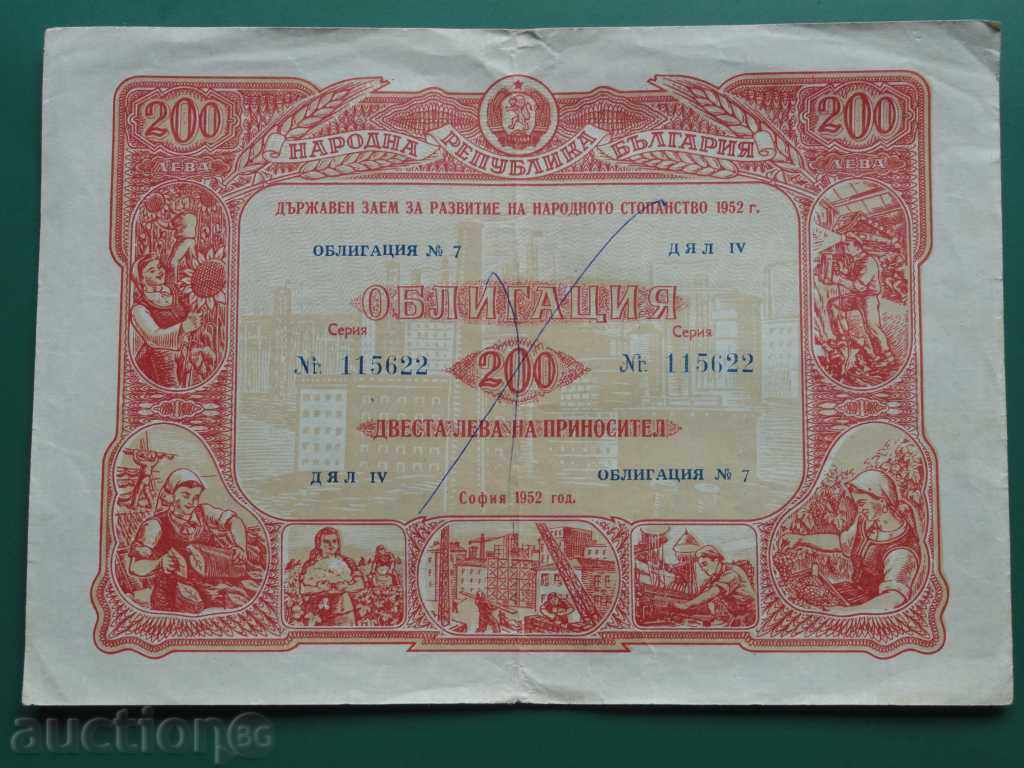 200 200
ЛЕВА ЛЕВА
НАРОДНА РЕПУБЛИКА БЪЛГАРИЯ
ДЪРЖАВЕН ЗАЕМ ЗА РАЗВИТИЕ НА НАРОДНОТО СТОПАНСТВО 1952 г.
ОБЛИГАЦИЯ № 7 ДЯЛ IV
ОБЛИГАЦИЯ
Серия Серия
№ 115622 200 № 115622
ДВЕСТА ЛЕВА НА ПРИНОСИТЕЛ
ДЯЛ IV ОБЛИГАЦИЯ № 7
София 1952 год.
auction BG